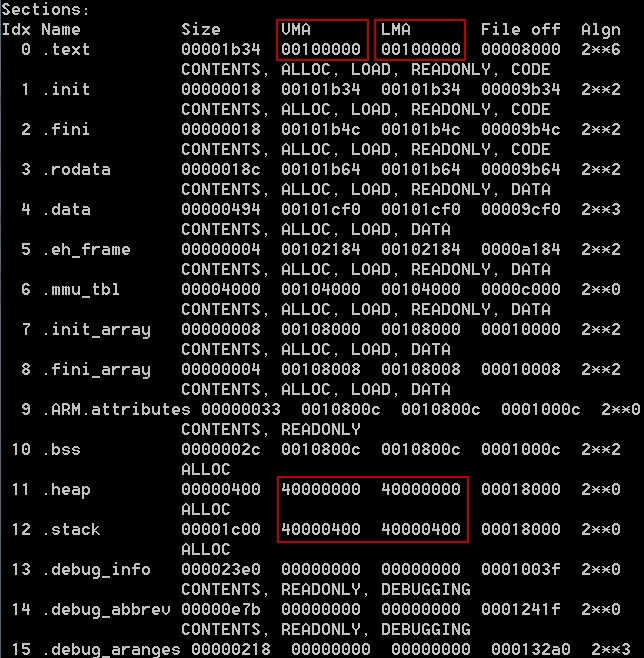 Sections:
Idx Name Size VMA LMA File off Algn
0 .text 00001b34 00100000 00100000 00008000 2**6
CONTENTS, ALLOC, LOAD, READONLY, CODE
1 .init 00000018 00101b34 00101b34 00009b34 2**2
CONTENTS, ALLOC, LOAD, READONLY, CODE
2 .fini 00000018 00101b4c 00101b4c 00009b4c 2**2
CONTENTS, ALLOC, LOAD, READONLY, CODE
3 .rodata 0000018c 00101b64 00101b64 00009b64 2**2
CONTENTS, ALLOC, LOAD, READONLY, DATA
4 .data 00000494 00101cf0 00101cf0 00009cf0 2**3
CONTENTS, ALLOC, LOAD, DATA
5 .eh_frame 00000004 00102184 00102184 0000a184 2**2
CONTENTS, ALLOC, LOAD, READONLY, DATA
6 .mmu_tbl 00004000 00104000 00104000 0000c000 2**0
CONTENTS, ALLOC, LOAD, READONLY, DATA
7 .init_array 00000008 00108000 00108000 00010000 2**2
CONTENTS, ALLOC, LOAD, DATA
8 .fini_array 00000004 00108008 00108008 00010008 2**2
CONTENTS, ALLOC, LOAD, DATA
9 .ARM.attributes 00000033 0010800c 0010800c 0001000c 2**0
CONTENTS, READONLY
10 .bss 0000002c 0010800c 0010800c 0001000c 2**2
ALLOC
11 .heap 00000400 40000000 40000000 00018000 2**0
ALLOC
12 .stack 00001c00 40000400 40000400 00018000 2**0
ALLOC
13 .debug_info 000023e0 00000000 00000000 0001003f 2**0
CONTENTS, READONLY, DEBUGGING
14 .debug_abbrev 00000e7b 00000000 00000000 0001241f 2**0
CONTENTS, READONLY, DEBUGGING
15 .debug_aranges 00000218 00000000 00000000 000132a0 2**3